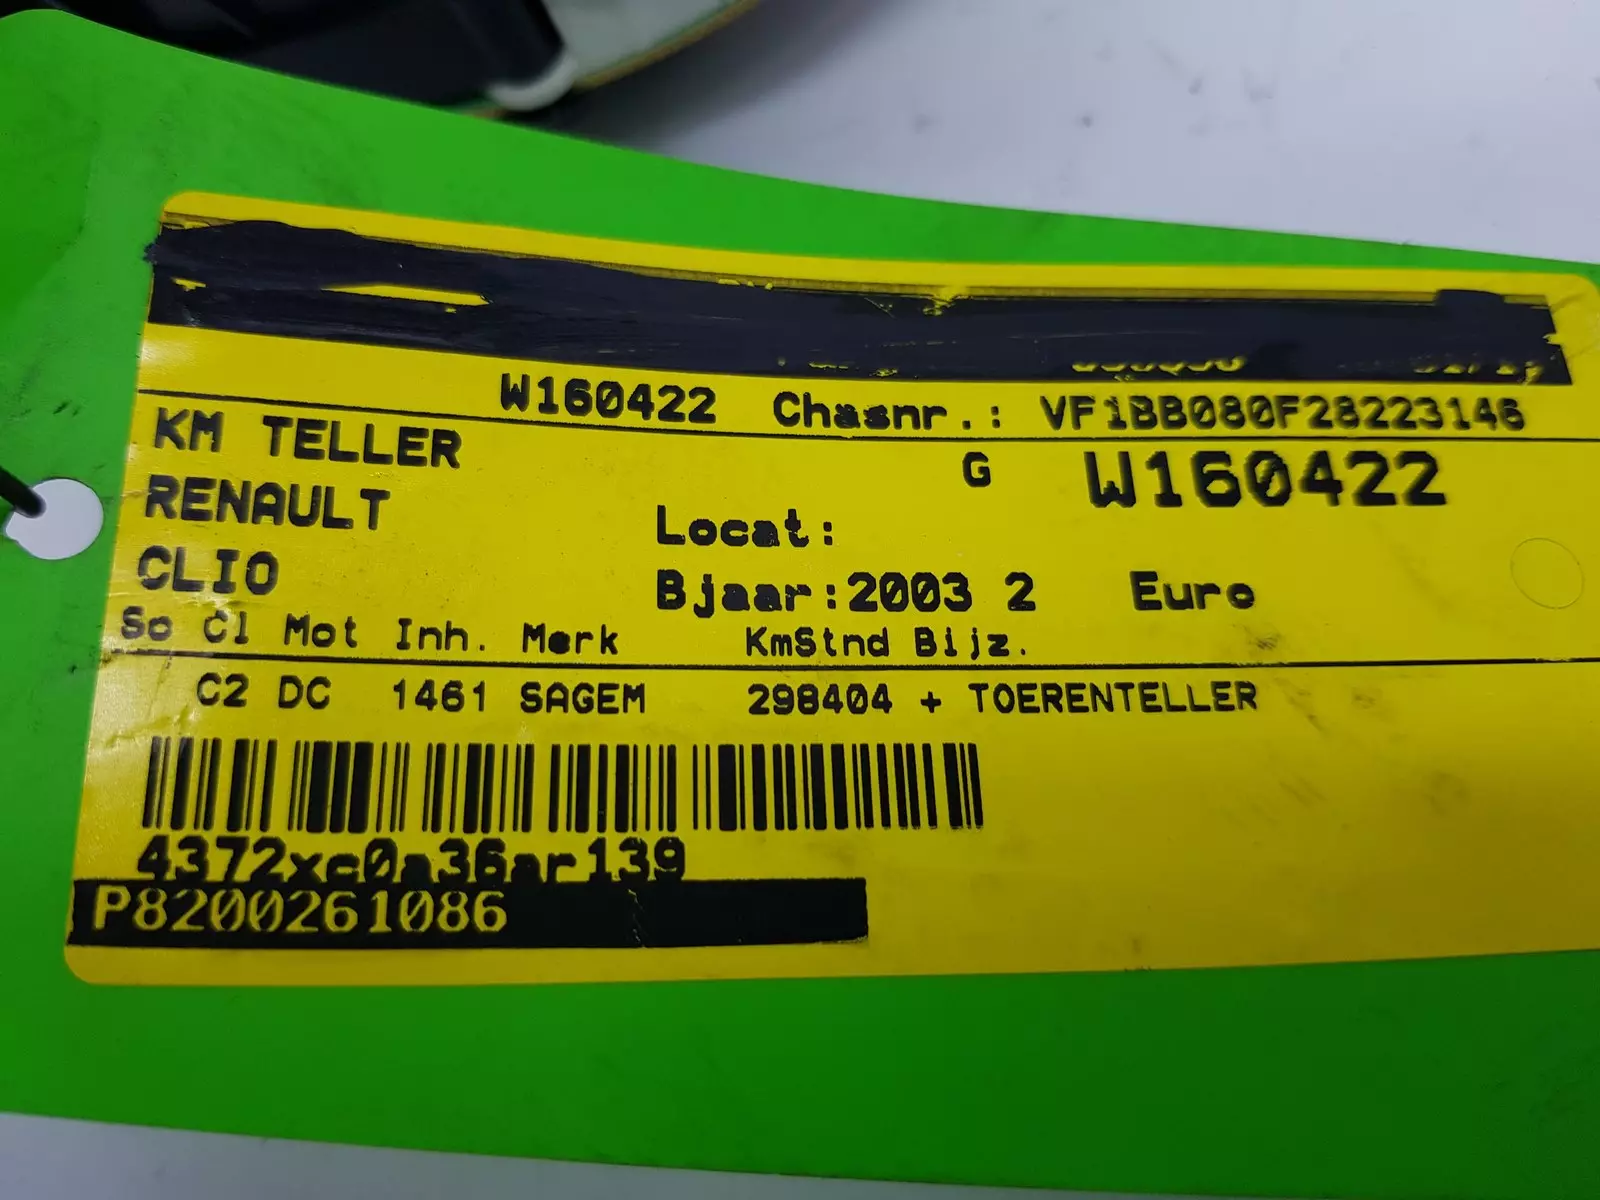 W160422 Chasnr.: VF1BB080F28223146
KM TELLER
G W160422
RENAULT
Locat:
CLIO
Bjaar:2003 2 Euro
So Cl Mot Inh. Merk KmStnd Bijz.
C2 DC 1461 SAGEM 298404 + TOERENTELLER
4372xc0a36ar139
P8200261086